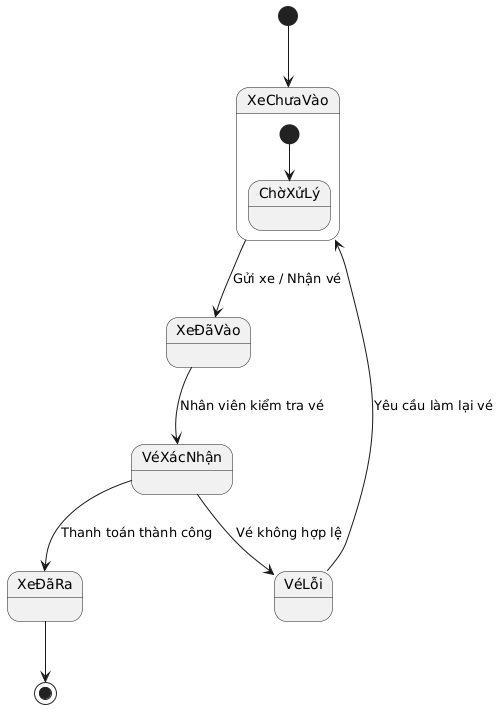 XeChưaVào
ChờXửLý
Gửi xe / Nhận vé
XeĐãVào
Nhân viên kiểm tra vé
Yêu cầu làm lại vé
VéXácNhận
Thanh toán thành công
Vé không hợp lệ
XeĐãRa
VéLỗi